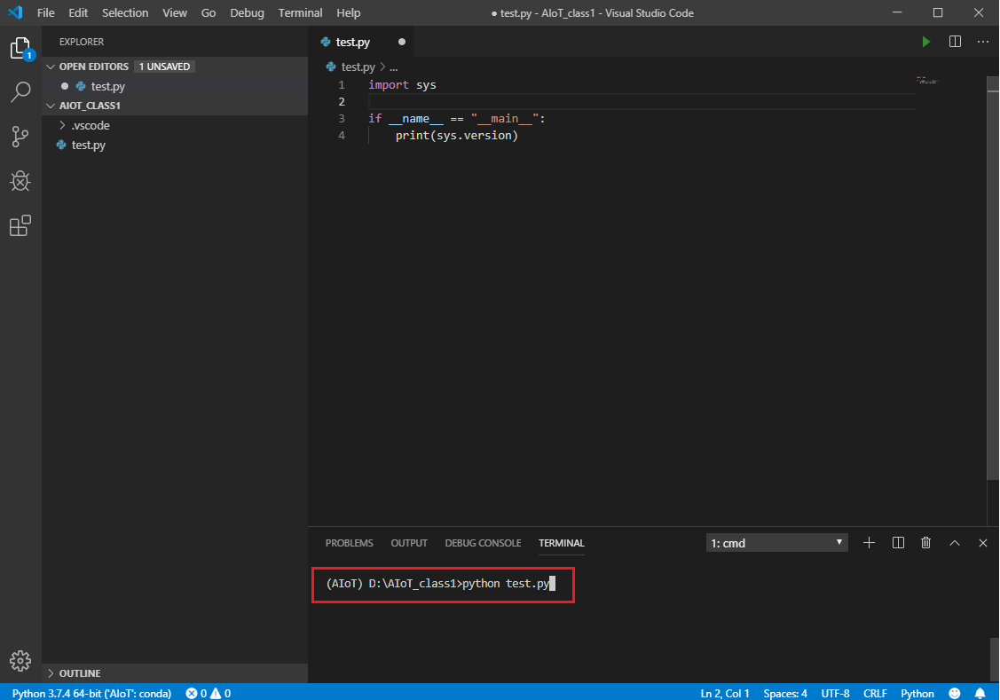 File Edit Selection View Go Debug Terminal Help ● test.py - AIoT_class1 - Visual Studio Code
1
EXPLORER
OPEN EDITORS 1 UNSAVED
test.py
AIOT_CLASS1
.vscode
test.py
OUTLINE
test.py
test.py > ...
1 import sys
2
3 if __name__ == "__main__":
4 print(sys.version)
PROBLEMS OUTPUT DEBUG CONSOLE TERMINAL 1: cmd
(AIoT) D:\AIoT_class1>python test.py
Python 3.7.4 64-bit ('AIoT': conda) 0 0 Ln 2, Col 1 Spaces: 4 UTF-8 CRLF Python